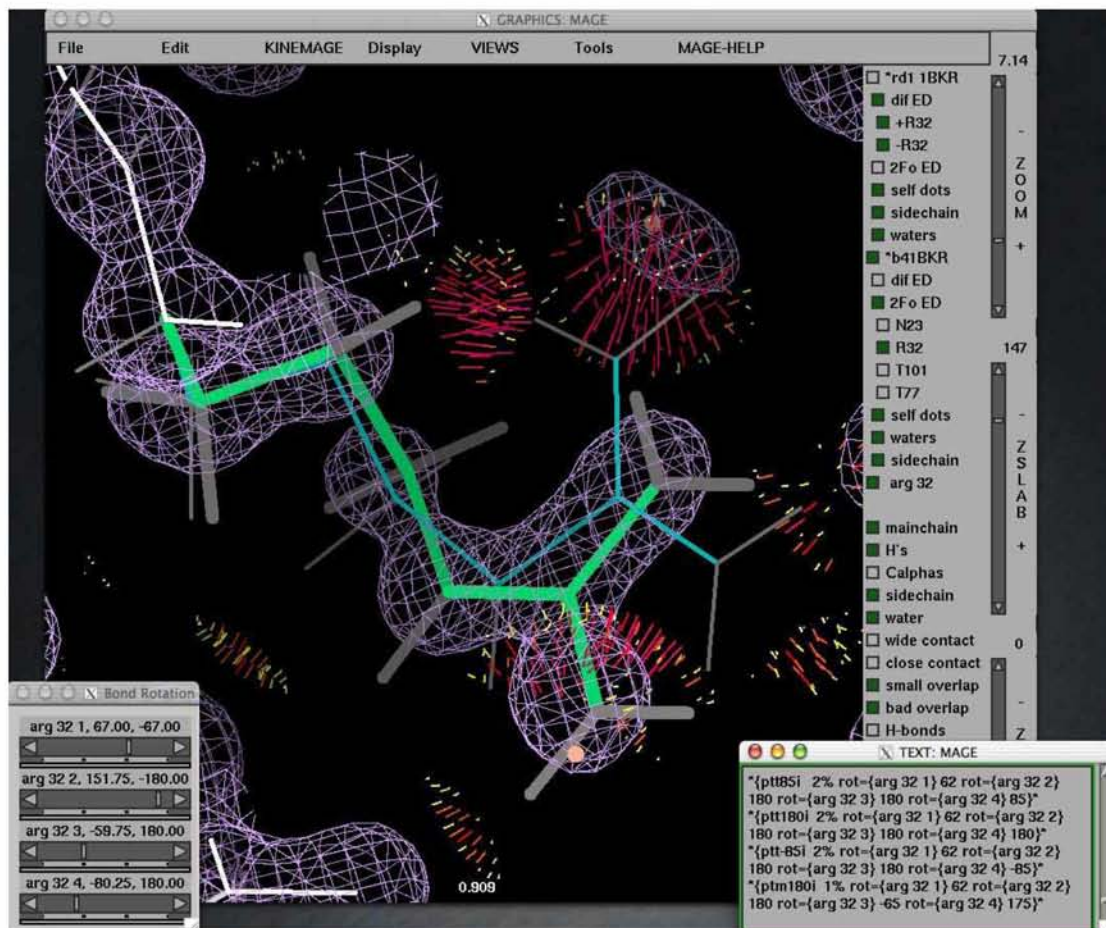 GRAPHICS: MAGE
File Edit KINEMAGE Display VIEWS Tools MAGE-HELP
7.14
*rd1 1BKR
dif ED
+R32
-R32
2Fo ED
self dots
sidechain
waters
*b41BKR
dif ED
2Fo ED
N23
R32
T101
T77
self dots
waters
sidechain
arg 32
mainchain
H's
Calphas
sidechain
water
wide contact
close contact
small overlap
bad overlap
H-bonds
- ZOOM +
147
- ZSLAB +
0
- Z
0.909
Bond Rotation
arg 32 1, 67.00, -67.00
arg 32 2, 151.75, -180.00
arg 32 3, -59.75, 180.00
arg 32 4, -80.25, 180.00
TEXT: MAGE
"{ptt85i 2% rot={arg 32 1} 62 rot={arg 32 2}
180 rot={arg 32 3} 180 rot={arg 32 4} 85}"
"{ptt180i 2% rot={arg 32 1} 62 rot={arg 32 2}
180 rot={arg 32 3} 180 rot={arg 32 4} 180}"
"{ptt-85i 2% rot={arg 32 1} 62 rot={arg 32 2}
180 rot={arg 32 3} 180 rot={arg 32 4} -85}"
"{ptm180i 1% rot={arg 32 1} 62 rot={arg 32 2}
180 rot={arg 32 3} -65 rot={arg 32 4} 175}"